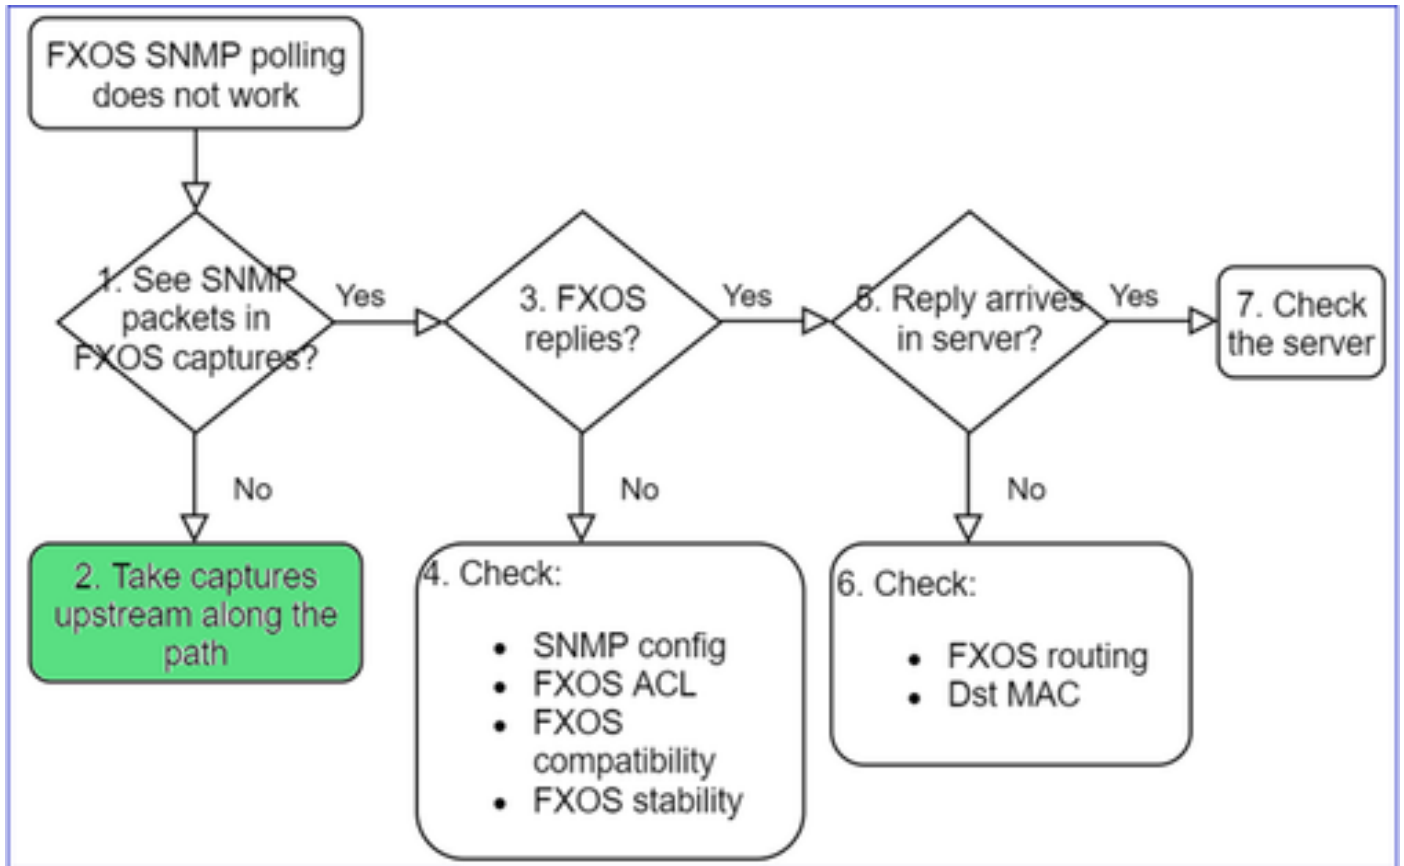 FXOS SNMP polling
does not work
1. See SNMP
packets in
FXOS captures?
Yes
3. FXOS
replies?
Yes
5. Reply arrives
in server?
Yes
7. Check
the server
No
No
No
2. Take captures
upstream along the
path
4. Check:
• SNMP config
• FXOS ACL
• FXOS
compatibility
• FXOS stability
6. Check:
• FXOS routing
• Dst MAC